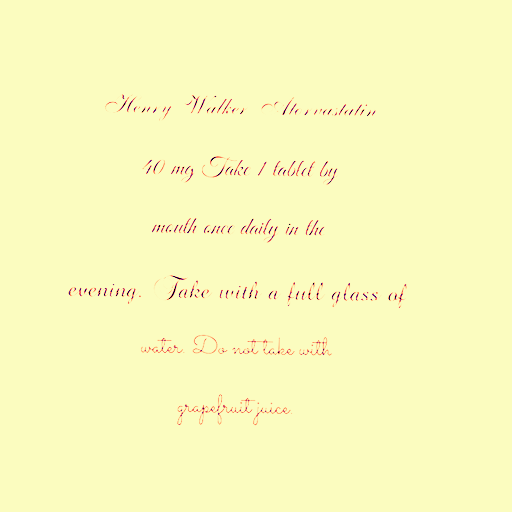 Henry Walker Atorvastatin
40 mg Take 1 tablet by
mouth once daily in the
evening. Take with a full glass of
water. Do not take with
grapefruit juice.